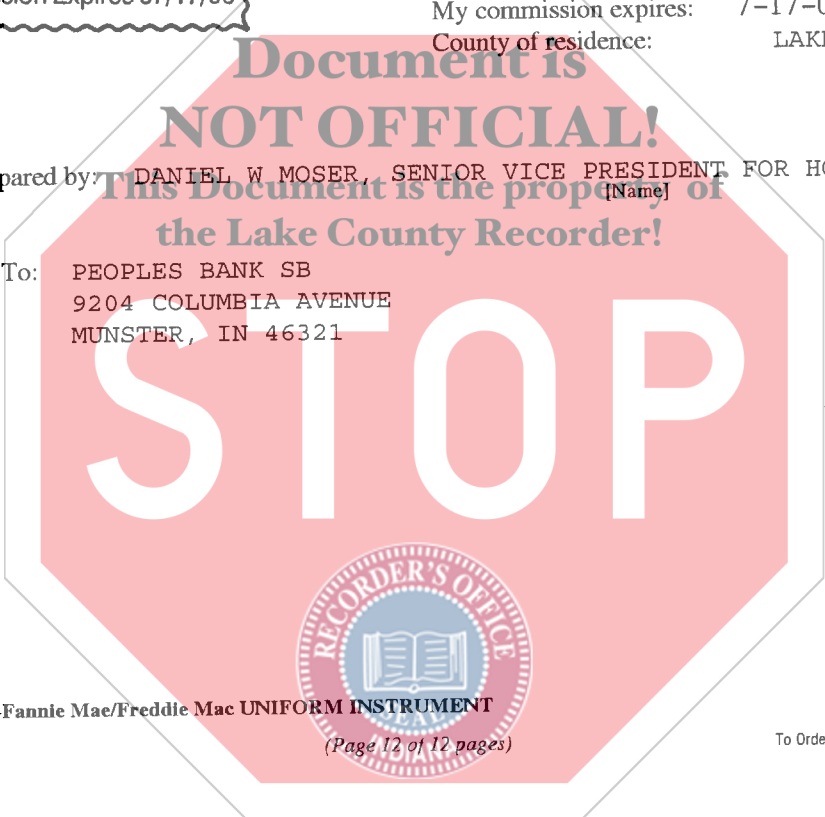 My commission expires: 7-17-0
County of residence: LAK
Document is
NOT OFFICIAL!
pared by: DANIEL W MOSER, SENIOR VICE PRESIDENT FOR HO
[Name]
This Document is the property of
the Lake County Recorder!
To: PEOPLES BANK SB
9204 COLUMBIA AVENUE
MUNSTER, IN 46321
STOP
RECORDER'S OFFICE
SEAL
INDIANA
Fannie Mae/Freddie Mac UNIFORM INSTRUMENT
(Page 12 of 12 pages)
To Orde